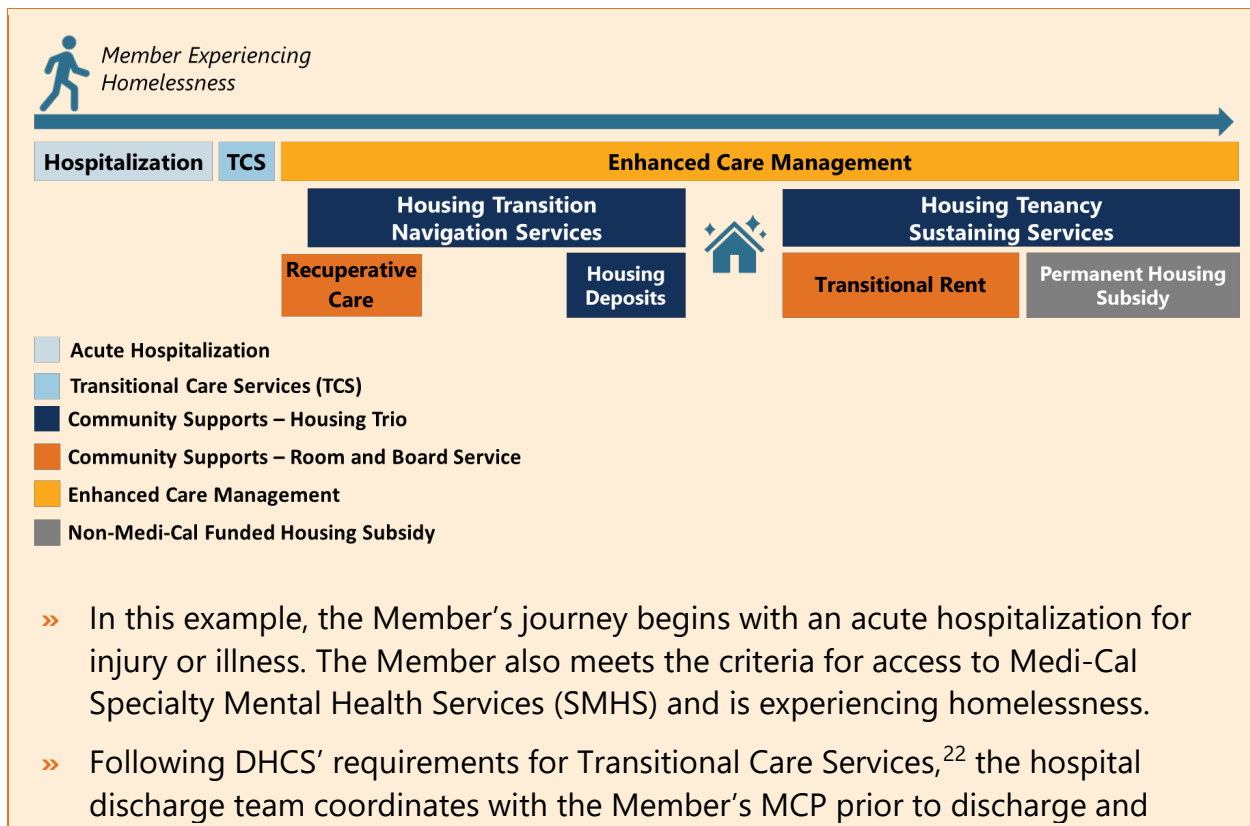 Member Experiencing
Homelessness
Hospitalization TCS Enhanced Care Management
Housing Transition
Navigation Services
Housing Tenancy
Sustaining Services
Recuperative
Care
Housing
Deposits
Transitional Rent
Permanent Housing
Subsidy
Acute Hospitalization
Transitional Care Services (TCS)
Community Supports – Housing Trio
Community Supports – Room and Board Service
Enhanced Care Management
Non-Medi-Cal Funded Housing Subsidy
» In this example, the Member’s journey begins with an acute hospitalization for
injury or illness. The Member also meets the criteria for access to Medi-Cal
Specialty Mental Health Services (SMHS) and is experiencing homelessness.
» Following DHCS’ requirements for Transitional Care Services,22 the hospital
discharge team coordinates with the Member’s MCP prior to discharge and